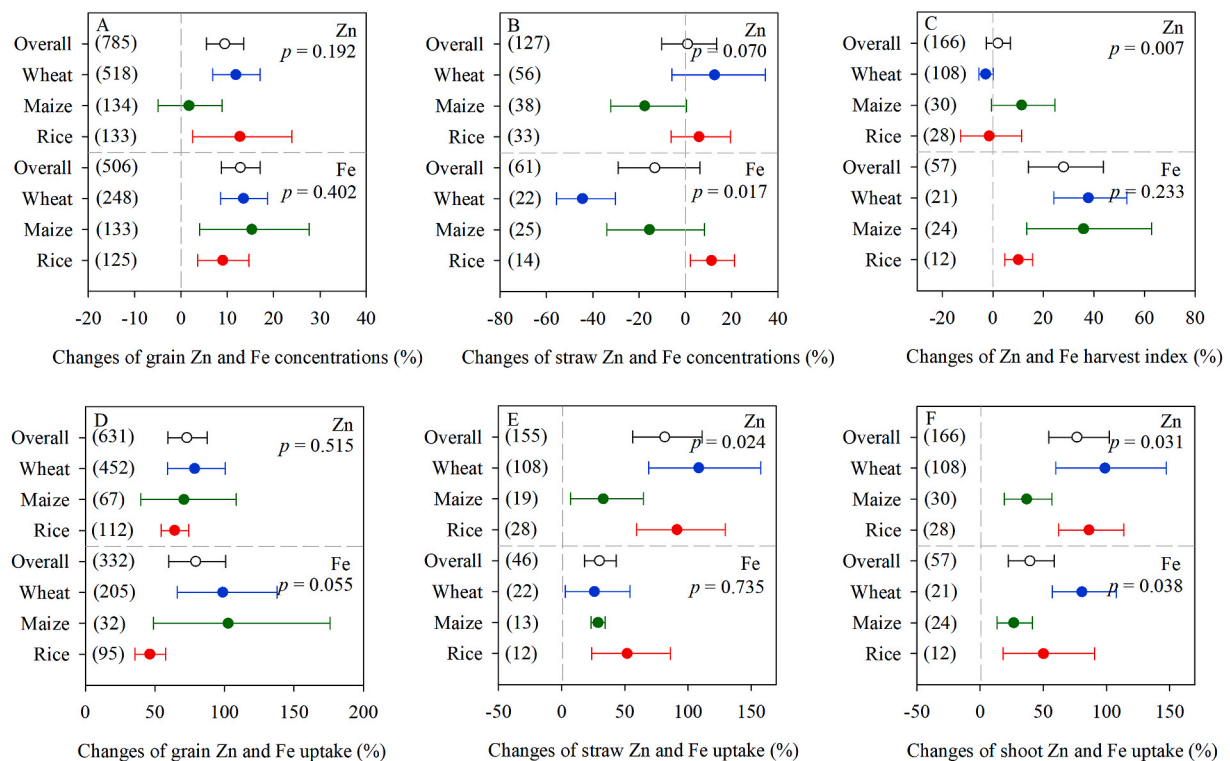 A
Zn
Overall (785)
p = 0.192
Wheat (518)
Maize (134)
Rice (133)
Overall (506)
Fe
Wheat (248)
p = 0.402
Maize (133)
Rice (125)
-20 -10 0 10 20 30 40
Changes of grain Zn and Fe concentrations (%)
B
Zn
Overall (127)
p = 0.070
Wheat (56)
Maize (38)
Rice (33)
Overall (61)
Fe
Wheat (22)
p = 0.017
Maize (25)
Rice (14)
-80 -60 -40 -20 0 20 40
Changes of straw Zn and Fe concentrations (%)
C
Zn
Overall (166)
p = 0.007
Wheat (108)
Maize (30)
Rice (28)
Overall (57)
Fe
Wheat (21)
p = 0.233
Maize (24)
Rice (12)
-20 0 20 40 60 80
Changes of Zn and Fe harvest index (%)
D
Zn
Overall (631)
p = 0.515
Wheat (452)
Maize (67)
Rice (112)
Overall (332)
Fe
Wheat (205)
p = 0.055
Maize (32)
Rice (95)
0 50 100 150 200
Changes of grain Zn and Fe uptake (%)
E
Zn
Overall (155)
p = 0.024
Wheat (108)
Maize (19)
Rice (28)
Overall (46)
Fe
Wheat (22)
p = 0.735
Maize (13)
Rice (12)
-50 0 50 100 150
Changes of straw Zn and Fe uptake (%)
F
Zn
Overall (166)
p = 0.031
Wheat (108)
Maize (30)
Rice (28)
Overall (57)
Fe
Wheat (21)
p = 0.038
Maize (24)
Rice (12)
-50 0 50 100 150
Changes of shoot Zn and Fe uptake (%)